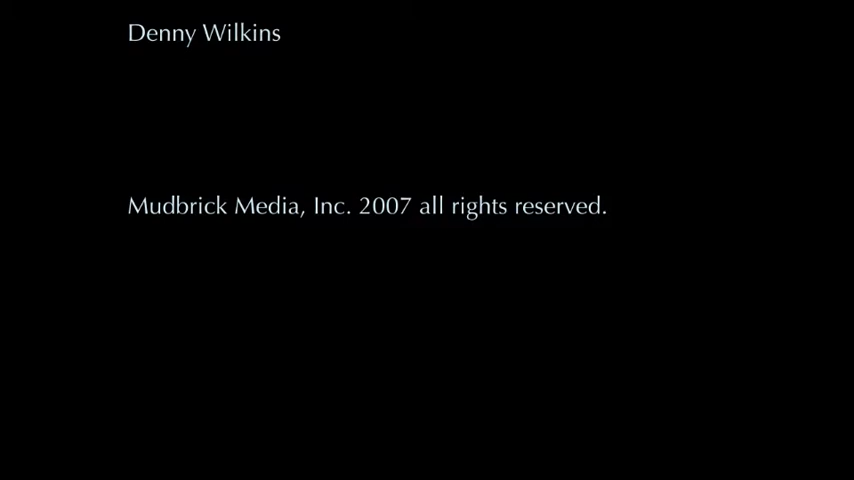 Denny Wilkins
Mudbrick Media, Inc. 2007 all rights reserved.